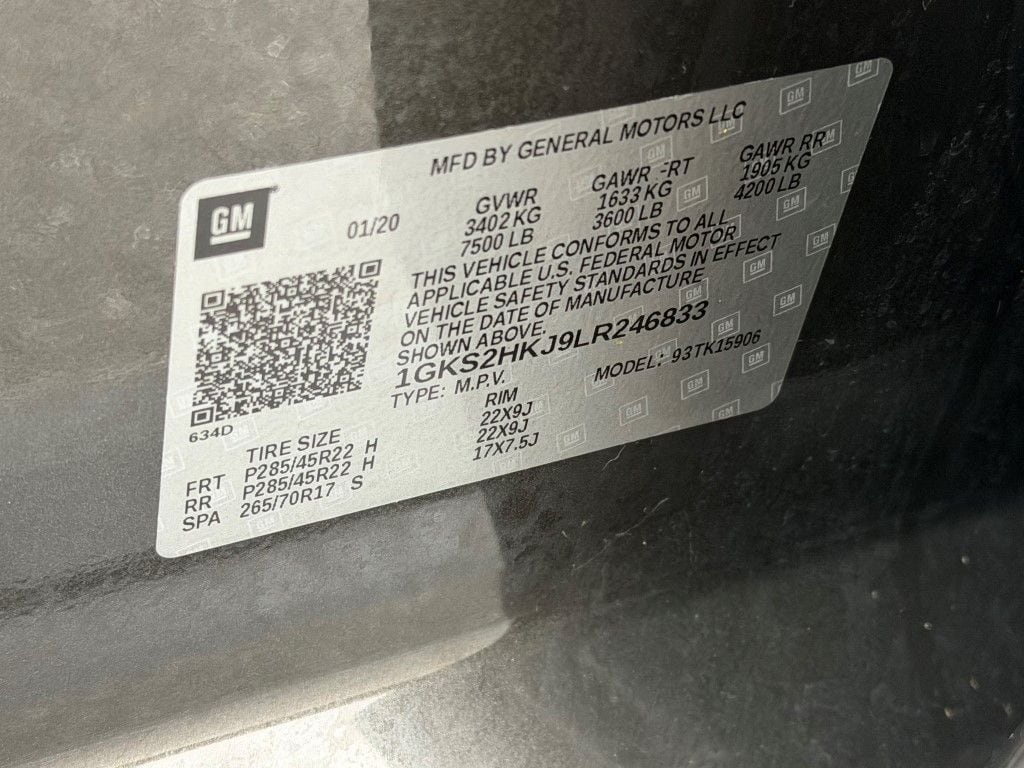 MFD BY GENERAL MOTORS LLC
GM
01/20
GVWR
3402 KG
7500 LB
GAWR FRT
1633 KG
3600 LB
GAWR RR
1905 KG
4200 LB
THIS VEHICLE CONFORMS TO ALL
APPLICABLE U.S. FEDERAL MOTOR
VEHICLE SAFETY STANDARDS IN EFFECT
ON THE DATE OF MANUFACTURE
SHOWN ABOVE.
1GKS2HKJ9LR246833
TYPE: M.P.V. MODEL: 93TK15906
634D
TIRE SIZE RIM
FRT P285/45R22 H 22X9J
RR P285/45R22 H 22X9J
SPA 265/70R17 S 17X7.5J